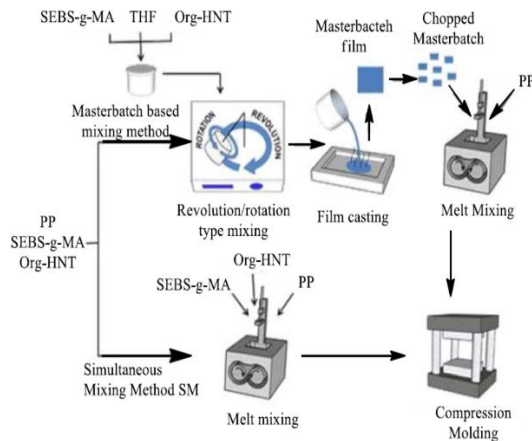 SEBS-g-MA THF Org-HNT
Masterbatch based
mixing method
ROTATION
REVOLUTION
Revolution/rotation
type mixing
Film casting
Masterbacteh
film
Chopped
Masterbatch
PP
Melt Mixing
PP
SEBS-g-MA
Org-HNT
Simultaneous
Mixing Method SM
Org-HNT
SEBS-g-MA
PP
Melt mixing
Compression
Molding